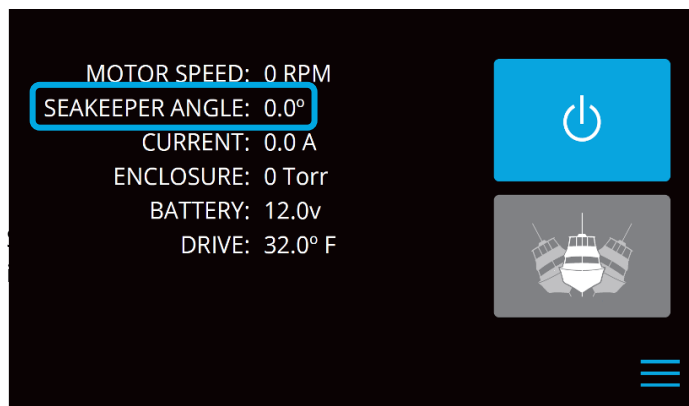 MOTOR SPEED: 0 RPM
SEAKEEPER ANGLE: 0.0º
CURRENT: 0.0 A
ENCLOSURE: 0 Torr
BATTERY: 12.0v
DRIVE: 32.0º F